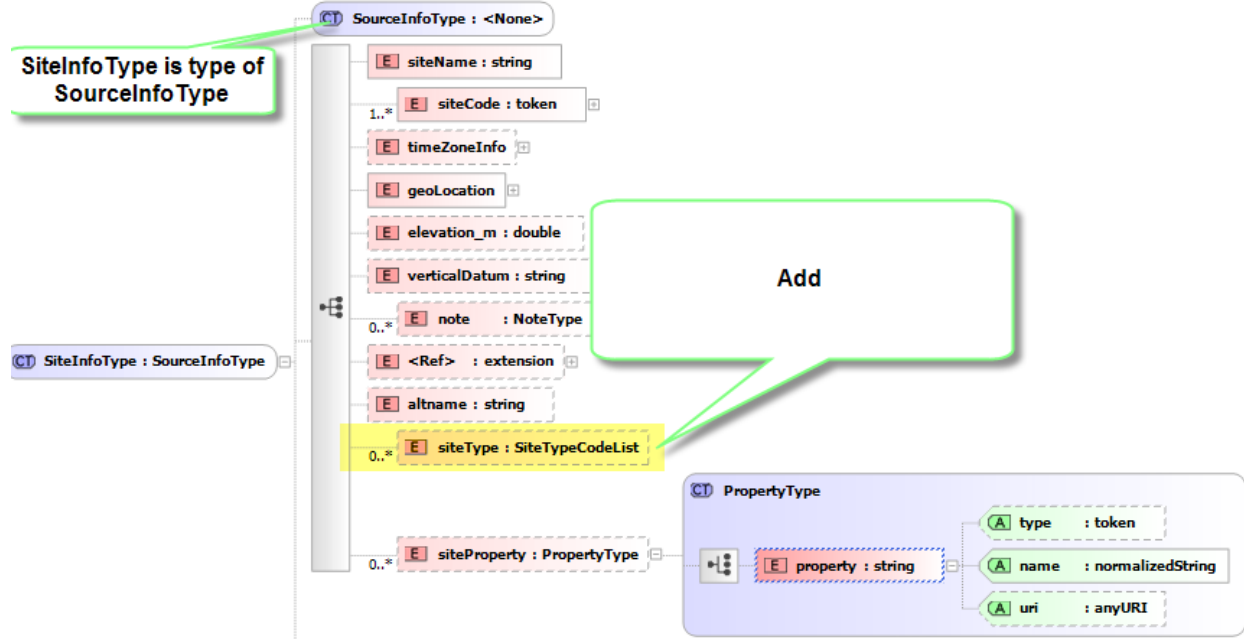 CT SourceInfoType : <None>
SiteInfoType is type of
SourceInfoType
E siteName : string
E siteCode : token
1..*
E timeZoneInfo
E geoLocation
E elevation_m : double
E verticalDatum : string
Add
E note : NoteType
0..*
CT SiteInfoType : SourceInfoType
E <Ref> : extension
E altname : string
E siteType : SiteTypeCodeList
0..*
CT PropertyType
A type : token
E siteProperty : PropertyType
0..*
E property : string
A name : normalizedString
A uri : anyURI